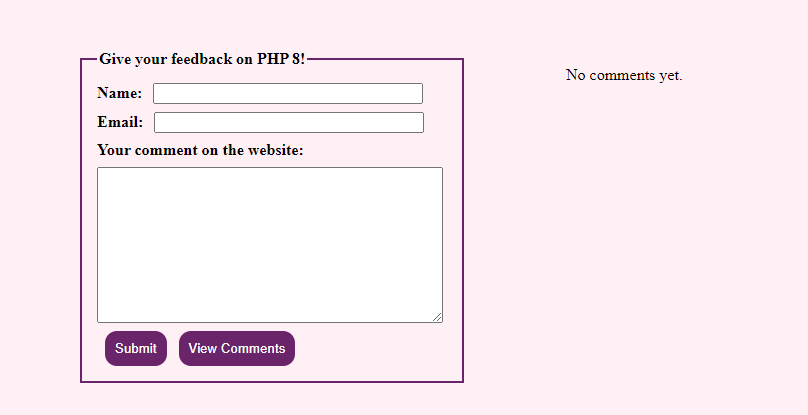 Give your feedback on PHP 8!
Name:
Email:
Your comment on the website:
Submit View Comments
No comments yet.